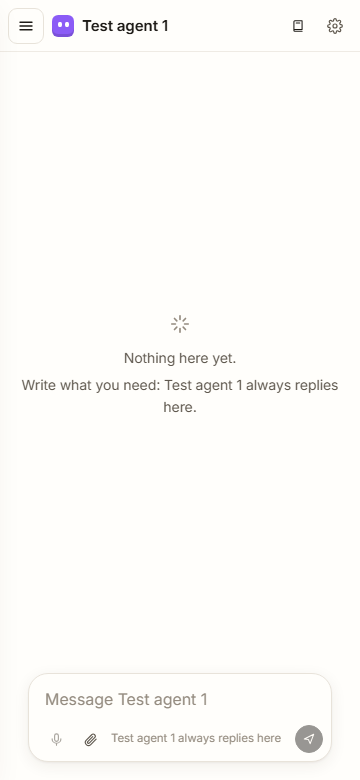 Test agent 1
Nothing here yet.
Write what you need: Test agent 1 always replies
here.
Message Test agent 1
Test agent 1 always replies here